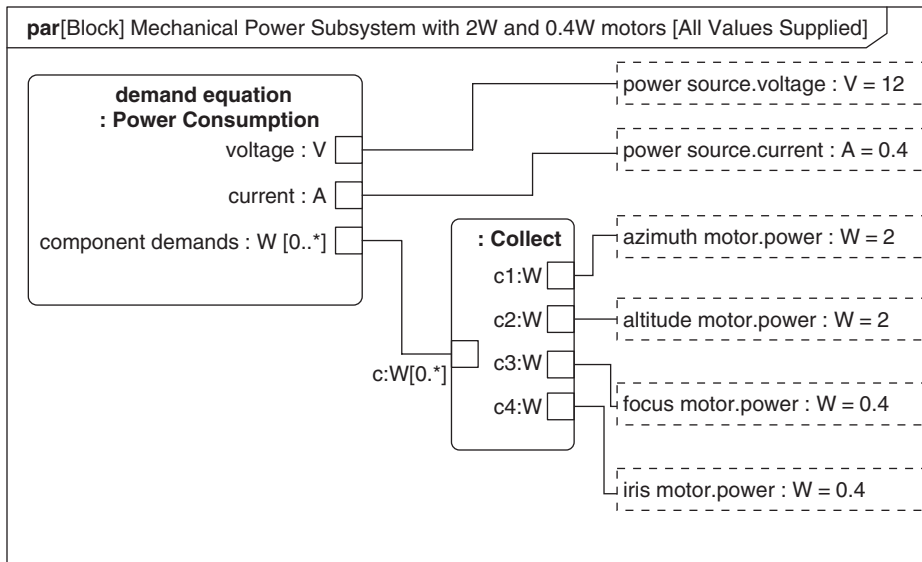 par[Block] Mechanical Power Subsystem with 2W and 0.4W motors [All Values Supplied]
demand equation
: Power Consumption
voltage : V
current : A
component demands : W [0..*]
power source.voltage : V = 12
power source.current : A = 0.4
: Collect
c1:W
c2:W
c3:W
c4:W
c:W[0.*]
azimuth motor.power : W = 2
altitude motor.power : W = 2
focus motor.power : W = 0.4
iris motor.power : W = 0.4